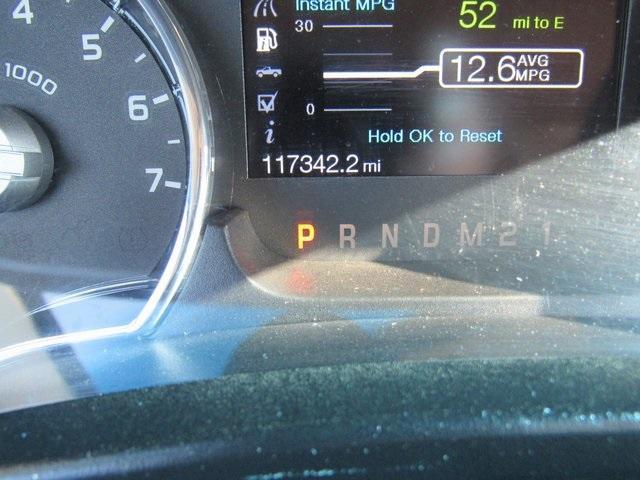 4
5
6
7
1000
Instant MPG
30
52 mi to E
12.6 AVG MPG
0
i
Hold OK to Reset
117342.2 mi
P R N D M 2 1